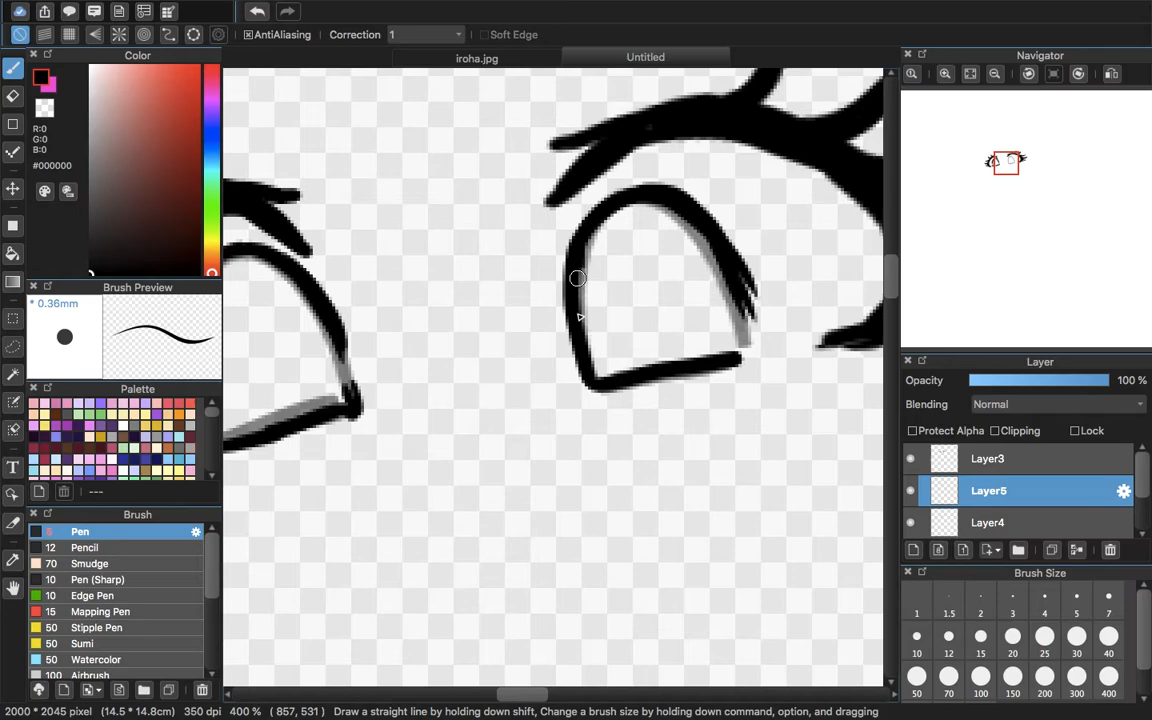 AntiAliasing Correction 1 Soft Edge
Color
iroha.jpg
Untitled
Navigator
R:0
G:0
B:0
#000000
Brush Preview
* 0.36mm
Palette
---
Brush
6 Pen
12 Pencil
70 Smudge
10 Pen (Sharp)
10 Edge Pen
15 Mapping Pen
50 Stipple Pen
50 Sumi
50 Watercolor
100 Airbrush
Layer
Opacity 100 %
Blending Normal
Protect Alpha Clipping Lock
Layer3
Layer5
Layer4
Brush Size
1 1.5 2 3 4 5 7
10 12 15 20 25 30 40
50 70 100 150 200 300 400
2000 * 2045 pixel (14.5 * 14.8cm) 350 dpi 400 % ( 857, 531 ) Draw a straight line by holding down shift, Change a brush size by holding down command, option, and dragging